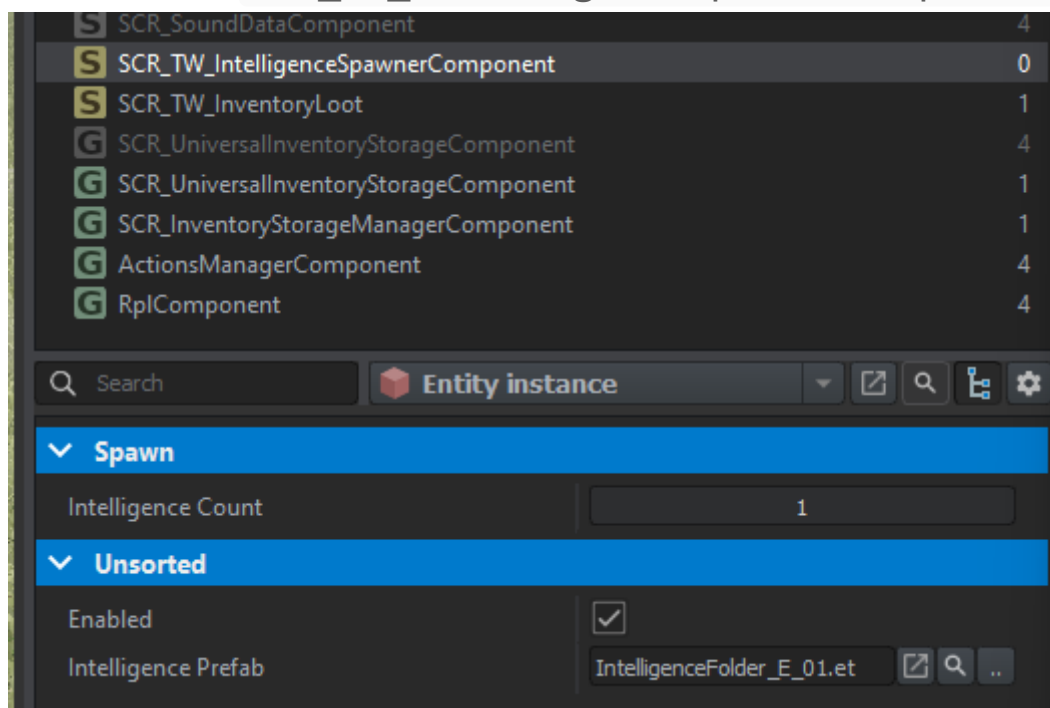 S SCR_SoundDataComponent 4
S SCR_TW_IntelligenceSpawnerComponent 0
S SCR_TW_InventoryLoot 1
G SCR_UniversalInventoryStorageComponent 4
G SCR_UniversalInventoryStorageComponent 1
G SCR_InventoryStorageManagerComponent 1
G ActionsManagerComponent 4
G RplComponent 4
Search Entity instance
Spawn
Intelligence Count 1
Unsorted
Enabled
Intelligence Prefab IntelligenceFolder_E_01.et ..